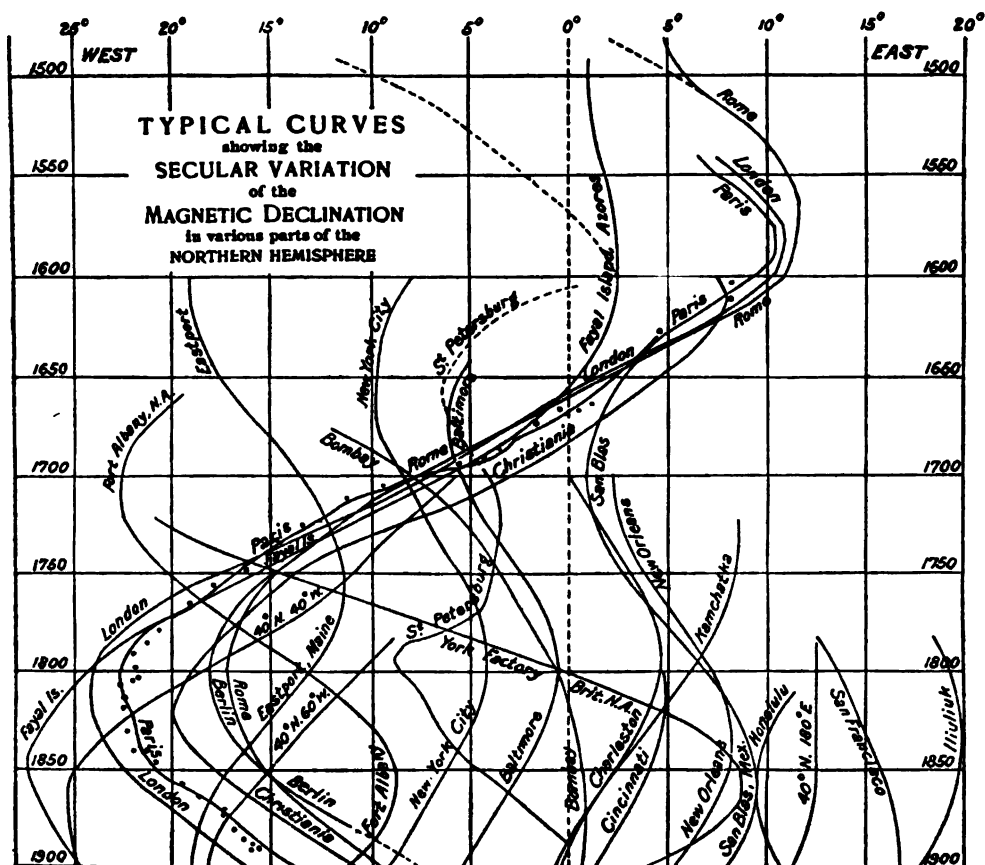 25° 20° 15° 10° 5° 0° 5° 10° 15° 20°
WEST EAST
1500 1500
TYPICAL CURVES
showing the
SECULAR VARIATION
of the
MAGNETIC DECLINATION
in various parts of the
NORTHERN HEMISPHERE
Rome
1550 1550
London
Paris
Fayal Island, Azores
1600 1600
Eastport
New York City
St Petersburg
Paris
Rome
London
1650 1650
Baltimore
Fort Albany, N.A.
Bombay
Rome
Christiania
San Blas
1700 1700
New Orleans
Paris
Fayal Is.
1750 1750
London
40°N. 40°W.
St Petersburg
Kamchatka
Eastport, Maine
York Factory
Brit. N.A.
1800 1800
Fayal Is.
Rome
Berlin
40°N. 60°W.
New York City
Baltimore
Bombay
Charleston
Cincinnati
New Orleans
San Blas, Mex.
Honolulu
40°N. 180°E
San Francisco
Iliuliuk
Paris
1850 1850
London
Christiania
Berlin
Fort Albany
1900 1900